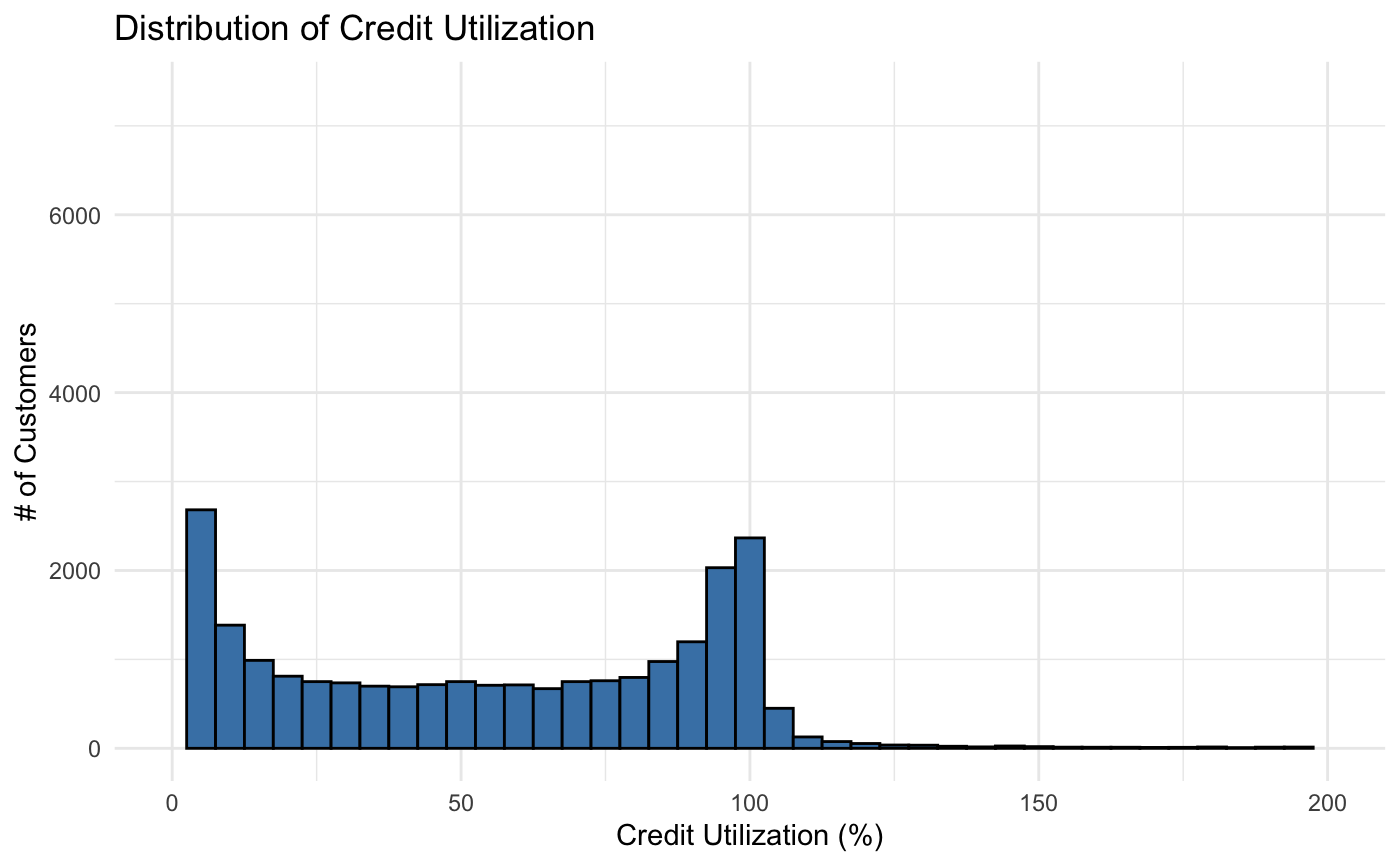 Distribution of Credit Utilization
# of Customers
6000
4000
2000
0
0 50 100 150 200
Credit Utilization (%)